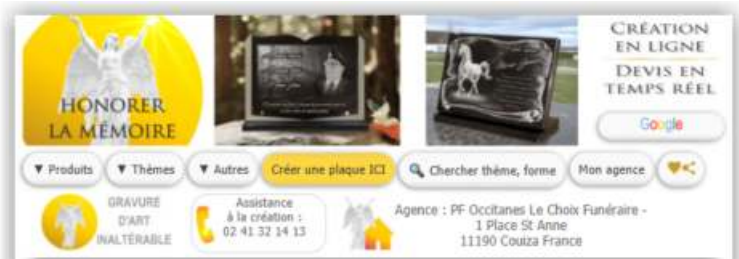 HONORER
LA MÉMOIRE
CRÉATION
EN LIGNE
DEVIS EN
TEMPS RÉEL
Google
▼ Produits
▼ Thèmes
▼ Autres
Créer une plaque ICI
Chercher thème, forme
Mon agence
GRAVURE
D'ART
INALTÉRABLE
Assistance
à la création :
02 41 32 14 13
Agence : PF Occitanes Le Choix Funéraire -
1 Place St Anne
11190 Couiza France